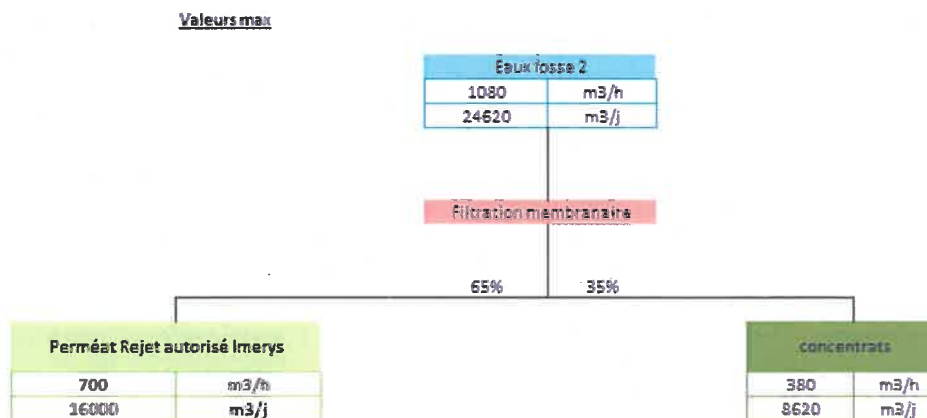 Valeurs max
Eaux fosse 2
1080 m3/h
24620 m3/j
Filtration membranaire
65% 35%
Perméat Rejet autorisé Imerys
700 m3/h
16000 m3/j
concentrats
380 m3/h
8620 m3/j